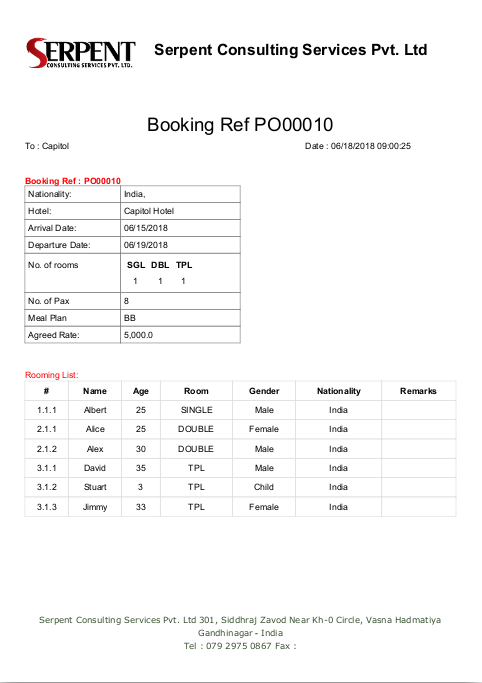 SERPENT
CONSULTING SERVICES PVT. LTD.
Serpent Consulting Services Pvt. Ltd
Booking Ref PO00010
To : Capitol Date : 06/18/2018 09:00:25
Booking Ref : PO00010
Nationality: India,
Hotel: Capitol Hotel
Arrival Date: 06/15/2018
Departure Date: 06/19/2018
No. of rooms SGL DBL TPL
1 1 1
No. of Pax 8
Meal Plan BB
Agreed Rate: 5,000.0
Rooming List:
# Name Age Room Gender Nationality Remarks
1.1.1 Albert 25 SINGLE Male India
2.1.1 Alice 25 DOUBLE Female India
2.1.2 Alex 30 DOUBLE Male India
3.1.1 David 35 TPL Male India
3.1.2 Stuart 3 TPL Child India
3.1.3 Jimmy 33 TPL Female India
Serpent Consulting Services Pvt. Ltd 301, Siddhraj Zavod Near Kh-0 Circle, Vasna Hadmatiya
Gandhinagar - India
Tel : 079 2975 0867 Fax :